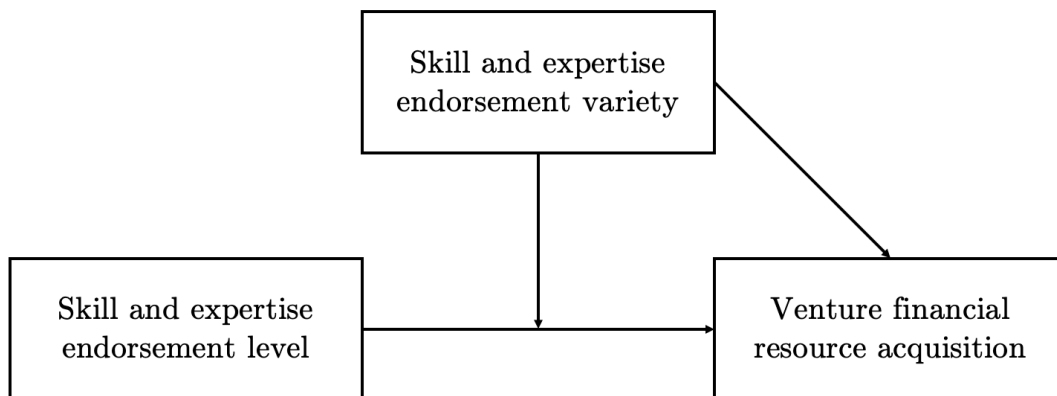 Skill and expertise
endorsement variety
Skill and expertise
endorsement level
Venture financial
resource acquisition